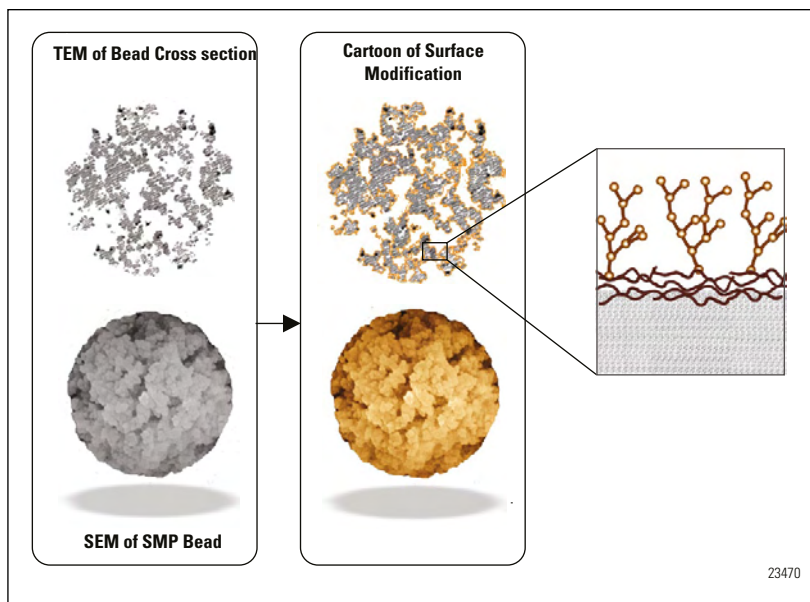 TEM of Bead Cross section
Cartoon of Surface
Modification
SEM of SMP Bead
23470